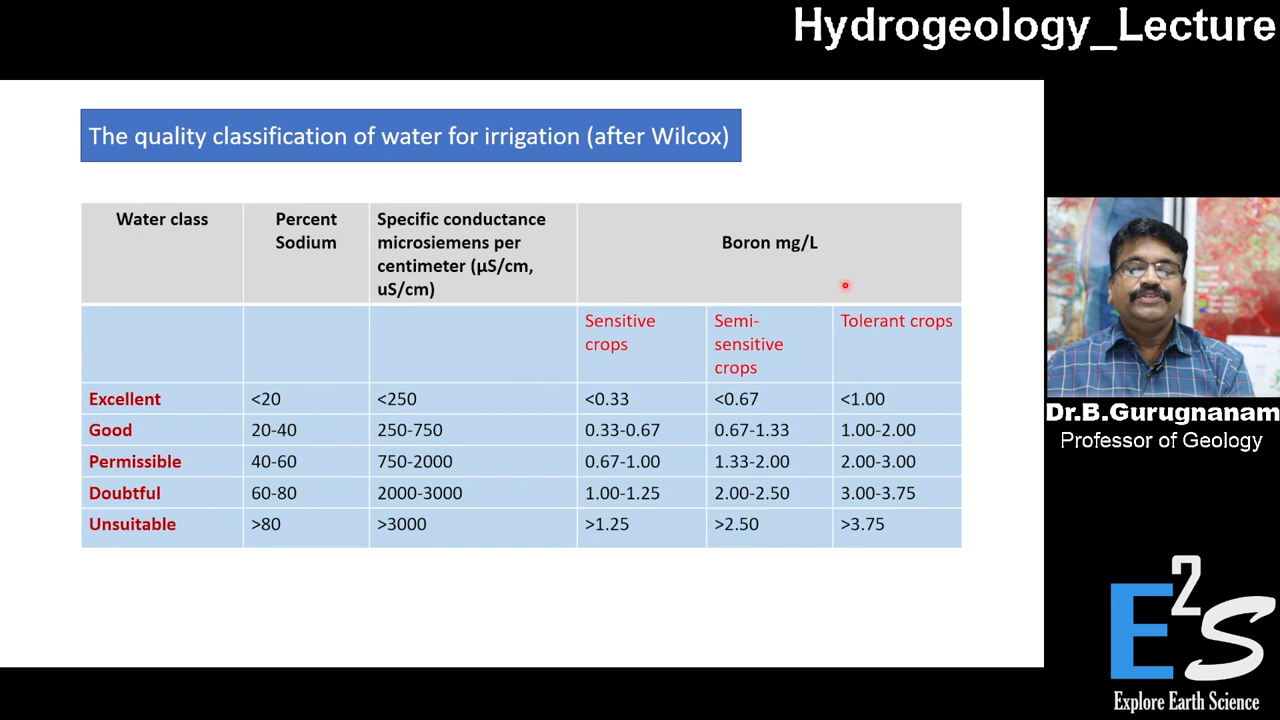 Hydrogeology_Lecture
The quality classification of water for irrigation (after Wilcox)
Water class
Percent
Sodium
Specific conductance
microsiemens per
centimeter (µS/cm,
uS/cm)
Boron mg/L
Sensitive
crops
Semi-
sensitive
crops
Tolerant crops
Excellent <20 <250 <0.33 <0.67 <1.00
Good 20-40 250-750 0.33-0.67 0.67-1.33 1.00-2.00
Permissible 40-60 750-2000 0.67-1.00 1.33-2.00 2.00-3.00
Doubtful 60-80 2000-3000 1.00-1.25 2.00-2.50 3.00-3.75
Unsuitable >80 >3000 >1.25 >2.50 >3.75
Dr.B.Gurugnanam
Professor of Geology
E2S
Explore Earth Science